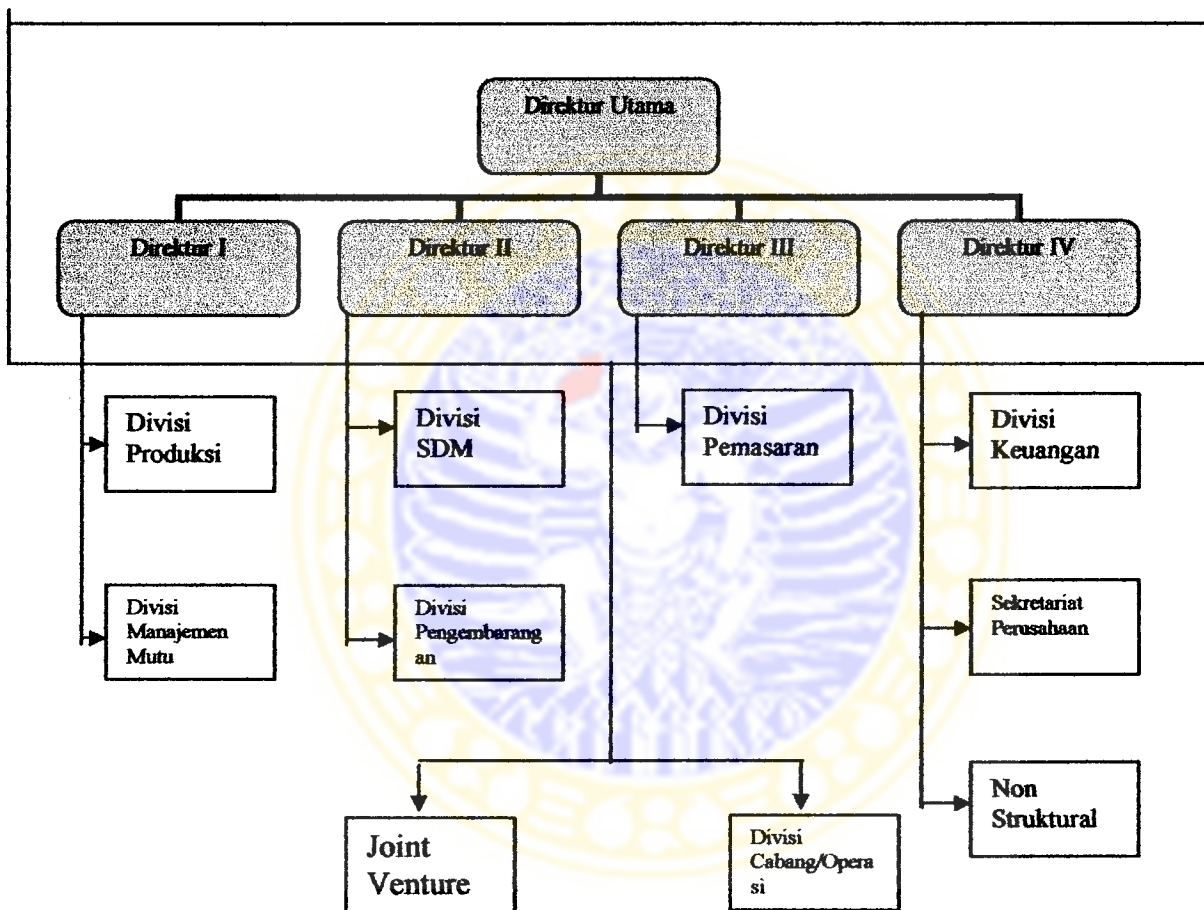 Direktur Utama
Direktur I
Direktur II
Direktur III
Direktur IV
Divisi
Produksi
Divisi
SDM
Divisi
Pemasaran
Divisi
Keuangan
Divisi
Manajemen
Mutu
Divisi
Pengembarang
an
Sekretariat
Perusahaan
Non
Struktural
Joint
Venture
Divisi
Cabang/Opera
si